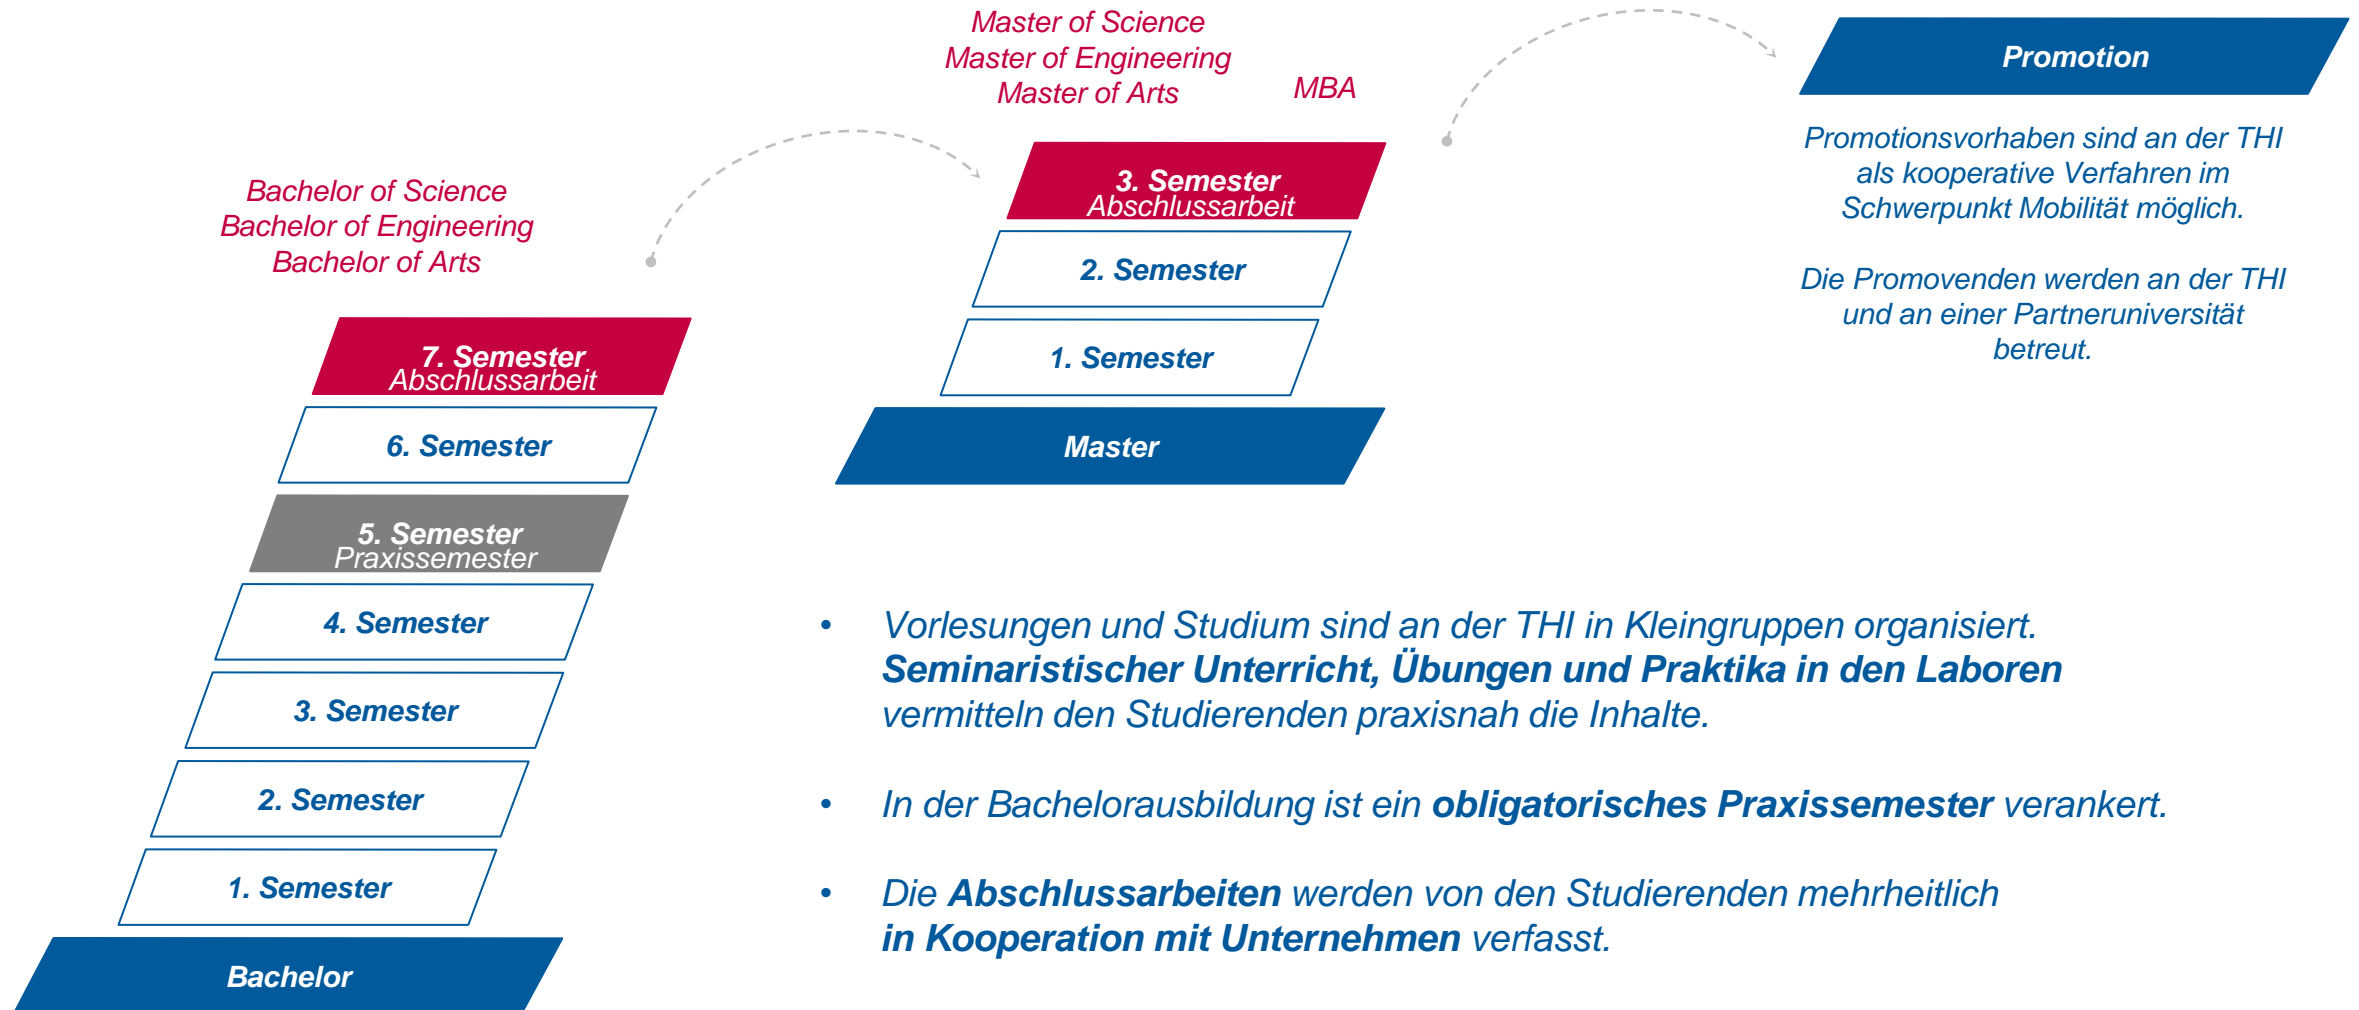 Bachelor of Science
Bachelor of Engineering
Bachelor of Arts
7. Semester
Abschlussarbeit
6. Semester
5. Semester
Praxissemester
4. Semester
3. Semester
2. Semester
1. Semester
Bachelor
Master of Science
Master of Engineering
Master of Arts
MBA
3. Semester
Abschlussarbeit
2. Semester
1. Semester
Master
Promotion
Promotionsvorhaben sind an der THI
als kooperative Verfahren im
Schwerpunkt Mobilität möglich.
Die Promovenden werden an der THI
und an einer Partneruniversität
betreut.
• Vorlesungen und Studium sind an der THI in Kleingruppen organisiert.
Seminaristischer Unterricht, Übungen und Praktika in den Laboren
vermitteln den Studierenden praxisnah die Inhalte.
• In der Bachelorausbildung ist ein obligatorisches Praxissemester verankert.
• Die Abschlussarbeiten werden von den Studierenden mehrheitlich
in Kooperation mit Unternehmen verfasst.